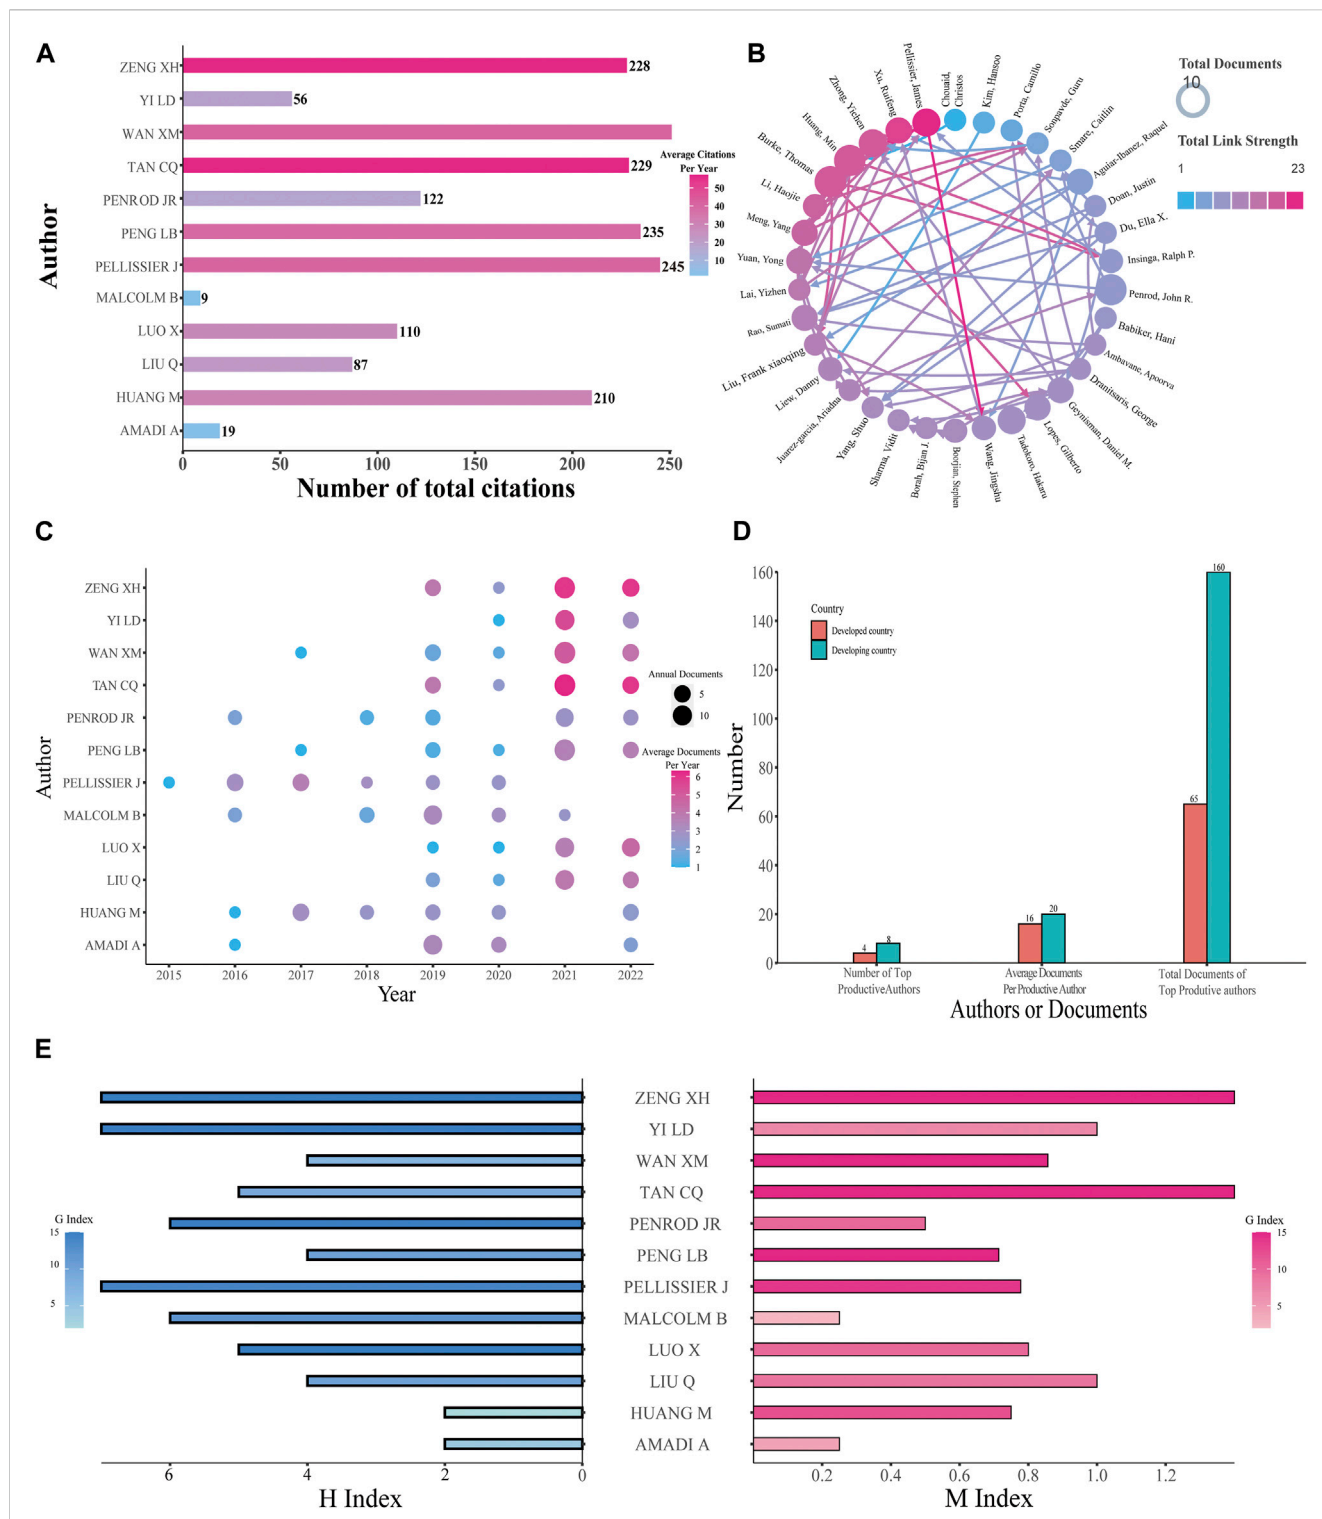 A
Author
ZENG XH
228
YI LD
56
WAN XM
TAN CQ
229
PENROD JR
122
PENG LB
235
PELLISSIER J
245
MALCOLM B
9
LUO X
110
LIU Q
87
HUANG M
210
AMADI A
19
0 50 100 150 200 250
Number of total citations
Average Citations
Per Year
50
40
30
20
10
B
Pellissier, James
Chouaid,
Christos
Kim, Hansoo
Porta, Camillo
Sonpavde, Guru
Smare, Caitlin
Aguiar-Ibanez, Raquel
Doan, Justin
Du, Ella X.
Insinga, Ralph P.
Penrod, John R.
Babiker, Hani
Ambavane, Apoorva
Dranitsaris, George
Geynisman, Daniel M.
Lopes, Gilberto
Tadokoro, Hakaru
Wang, Jingshu
Boorjian, Stephen
Borah, Bijan J.
Sharma, Vidit
Yang, Shuo
Juarez-garcia, Ariadna
Liew, Danny
Liu, Frank xiaoqing
Rao, Sumati
Lai, Yizhen
Yuan, Yong
Meng, Yang
Li, Haojie
Burke, Thomas
Huang, Min
Zhong, Yichen
Xu, Ruifeng
Total Documents
10
Total Link Strength
1 23
C
Author
ZENG XH
YI LD
WAN XM
TAN CQ
PENROD JR
PENG LB
PELLISSIER J
MALCOLM B
LUO X
LIU Q
HUANG M
AMADI A
2015 2016 2017 2018 2019 2020 2021 2022
Year
Annual Documents
5
10
Average Documents
Per Year
6
5
4
3
2
1
D
Number
160
140
120
100
80
60
40
20
0
Country
Developed country
Developing country
4
8
16
20
65
160
Number of Top
ProductiveAuthors
Average Documents
Per Productive Author
Total Documents of
Top Produtive authors
Authors or Documents
E
G Index
15
10
5
6 4 2 0
H Index
ZENG XH
YI LD
WAN XM
TAN CQ
PENROD JR
PENG LB
PELLISSIER J
MALCOLM B
LUO X
LIU Q
HUANG M
AMADI A
0.2 0.4 0.6 0.8 1.0 1.2
M Index
G Index
15
10
5